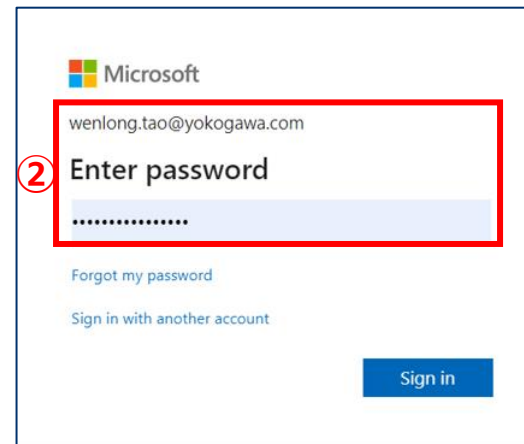 Microsoft
wenlong.tao@yokogawa.com
② Enter password
••••••••••••••••
Forgot my password
Sign in with another account
Sign in